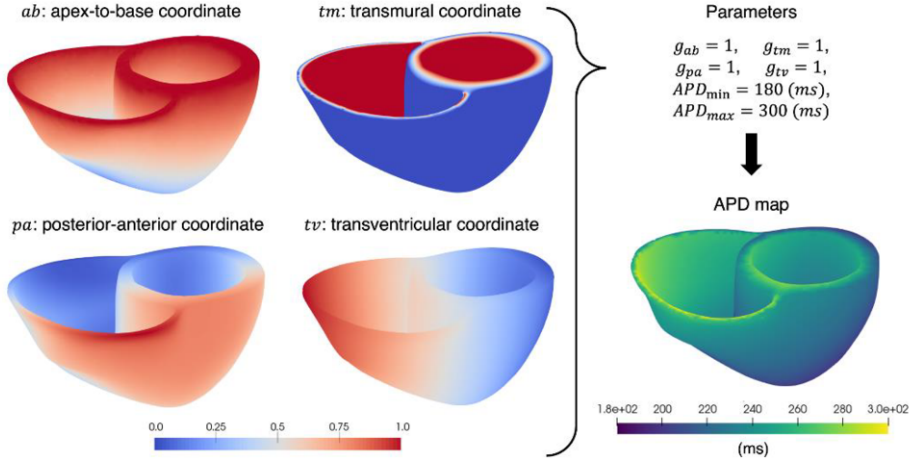 ab: apex-to-base coordinate
tm: transmural coordinate
pa: posterior-anterior coordinate
tv: transventricular coordinate
0.0 0.25 0.5 0.75 1.0
Parameters
g_ab = 1, g_tm = 1,
g_pa = 1, g_tv = 1,
APD_min = 180 (ms),
APD_max = 300 (ms)
APD map
1.8e+02 200 220 240 260 280 3.0e+02
(ms)